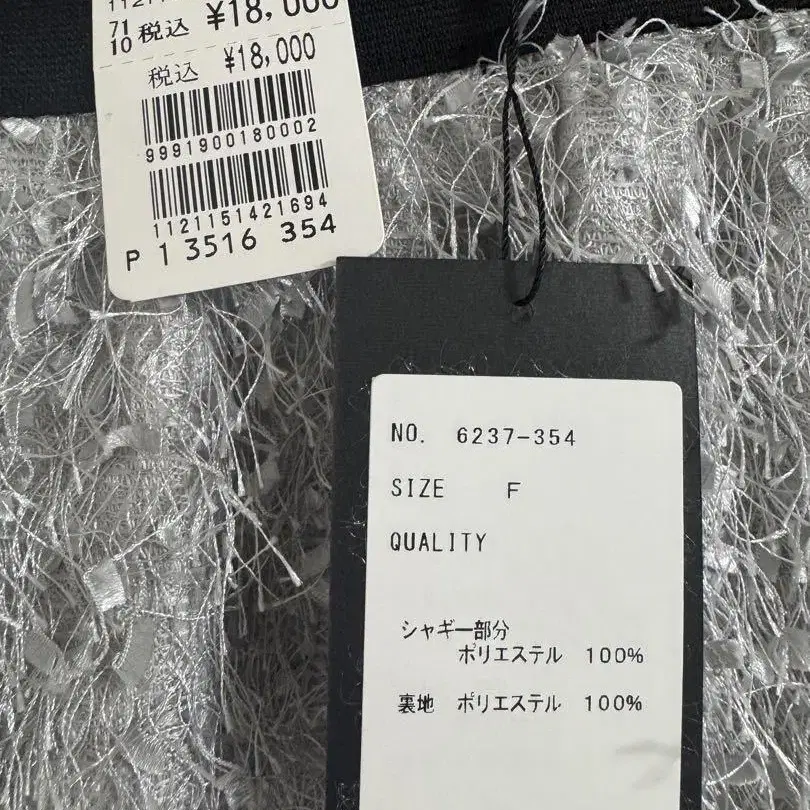 71
10 税込 ¥18,000
税込 ¥18,000
9991900180002
1121151421694
P 13516 354
NO. 6237-354
SIZE F
QUALITY
シャギー部分
ポリエステル 100%
裏地 ポリエステル 100%